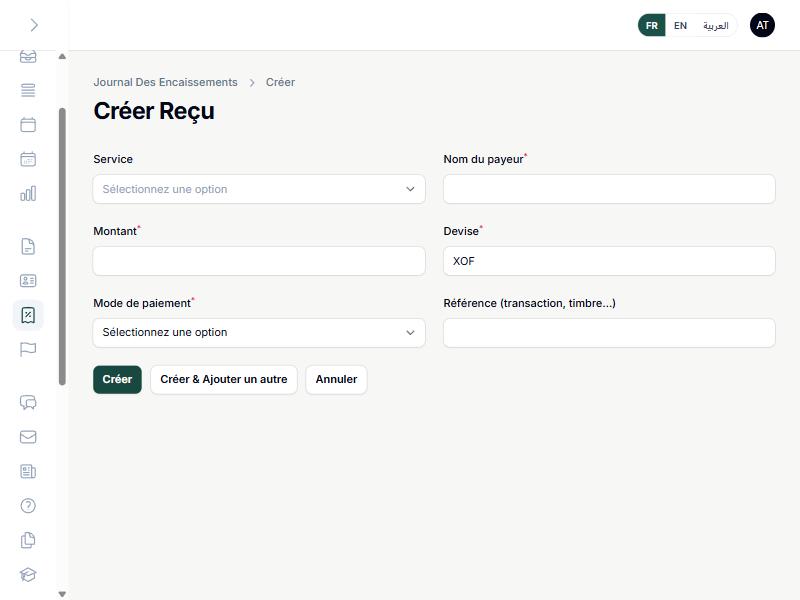 FR EN العربية AT
Journal Des Encaissements Créer
Créer Reçu
Service
Nom du payeur*
Sélectionnez une option
Montant*
Devise*
XOF
Mode de paiement*
Référence (transaction, timbre...)
Sélectionnez une option
Créer
Créer & Ajouter un autre
Annuler